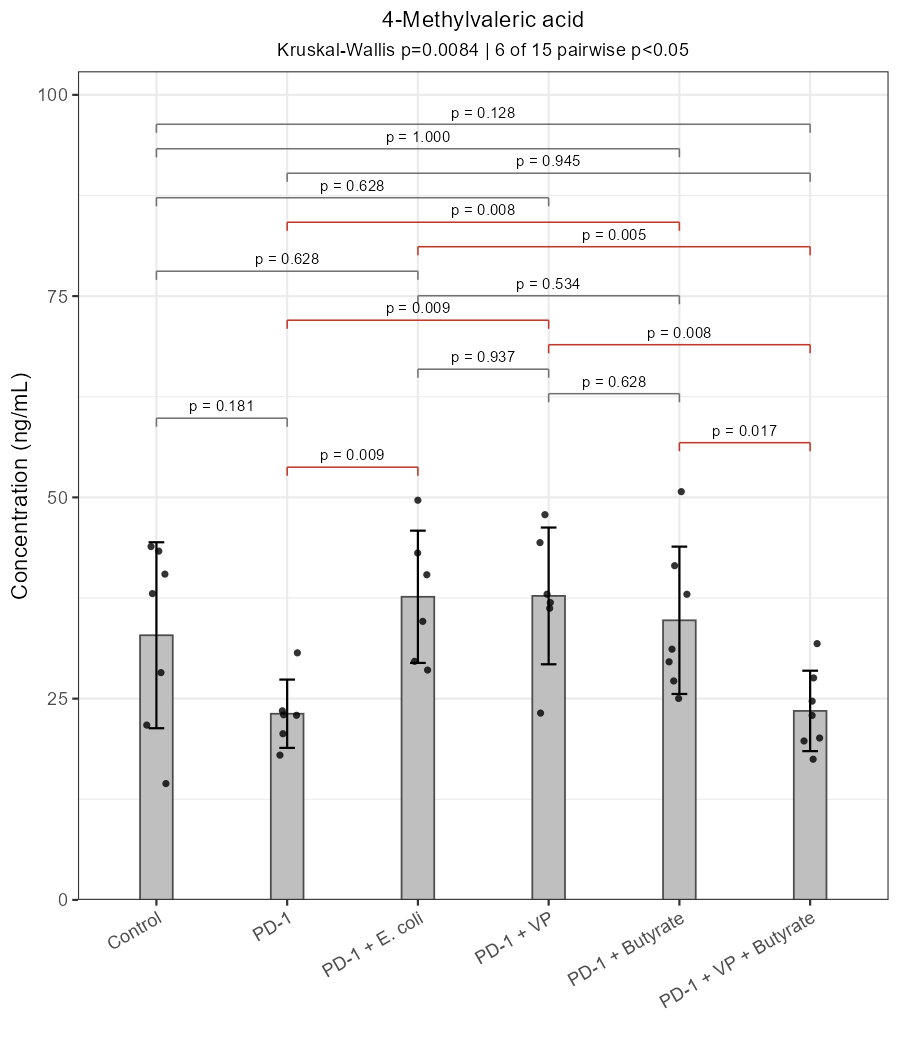 4-Methylvaleric acid
Kruskal-Wallis p=0.0084 | 6 of 15 pairwise p<0.05
Concentration (ng/mL)
100
75
50
25
0
p = 0.128
p = 1.000
p = 0.945
p = 0.628
p = 0.008
p = 0.005
p = 0.628
p = 0.534
p = 0.009
p = 0.008
p = 0.937
p = 0.628
p = 0.181
p = 0.017
p = 0.009
Control
PD-1
PD-1 + E. coli
PD-1 + VP
PD-1 + Butyrate
PD-1 + VP + Butyrate